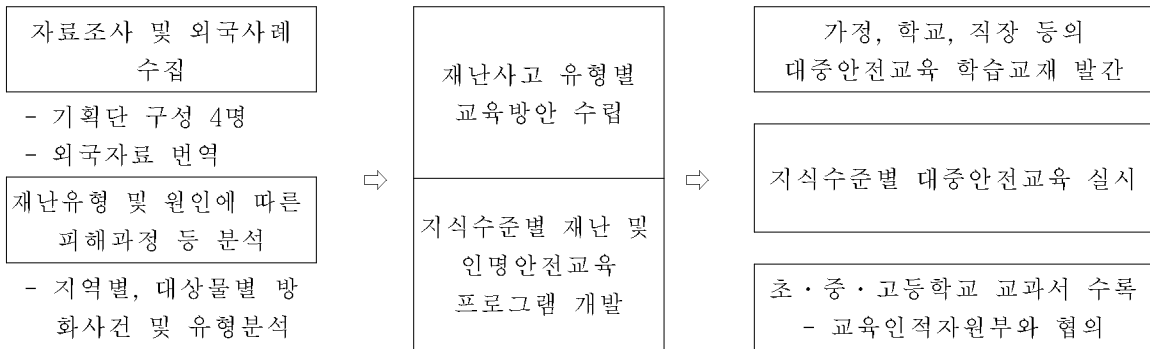 자료조사 및 외국사례
수집
- 기획단 구성 4명
- 외국자료 번역
재난유형 및 원인에 따른
피해과정 등 분석
- 지역별, 대상물별 방
화사건 및 유형분석
⇨
재난사고 유형별
교육방안 수립
지식수준별 재난 및
인명안전교육
프로그램 개발
⇨
가정, 학교, 직장 등의
대중안전교육 학습교재 발간
지식수준별 대중안전교육 실시
초·중·고등학교 교과서 수록
- 교육인적자원부와 협의